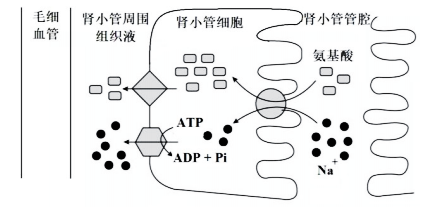 毛细
血管
肾小管周围
组织液
肾小管细胞
肾小管管腔
氨基酸
ATP
ADP + Pi
Na+